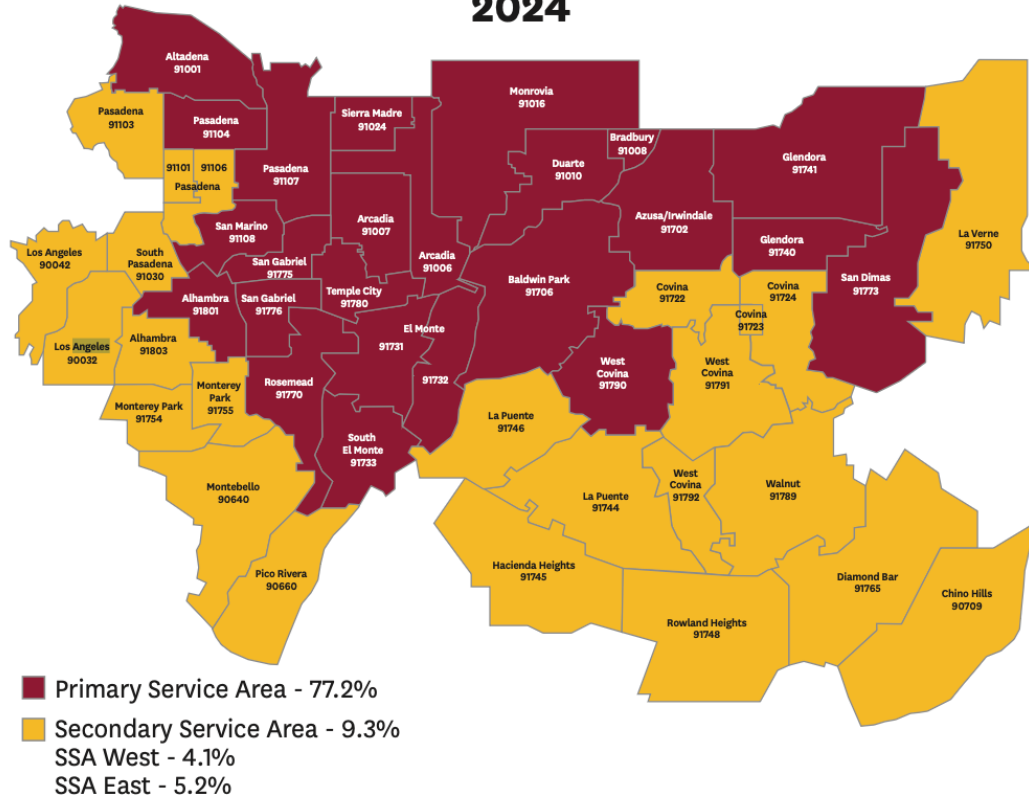 2024
Altadena
91001
Pasadena
91103
Pasadena
91104
Sierra Madre
91024
Monrovia
91016
Bradbury
91008
Duarte
91010
Glendora
91741
91101
91106
Pasadena
Pasadena
91107
Arcadia
91007
Azusa/Irwindale
91702
La Verne
91750
San Marino
91108
Los Angeles
90042
South
Pasadena
91030
San Gabriel
91775
Arcadia
91006
Glendora
91740
Baldwin Park
91706
San Dimas
91773
Alhambra
91801
San Gabriel
91776
Temple City
91780
Covina
91722
Covina
91724
Covina
91723
El Monte
91731
91732
Los Angeles
90032
Alhambra
91803
West
Covina
91790
West
Covina
91791
Rosemead
91770
Monterey
Park
91755
Monterey Park
91754
La Puente
91746
South
El Monte
91733
Montebello
90640
La Puente
91744
West
Covina
91792
Walnut
91789
Pico Rivera
90660
Hacienda Heights
91745
Diamond Bar
91765
Chino Hills
90709
Rowland Heights
91748
Primary Service Area - 77.2%
Secondary Service Area - 9.3%
SSA West - 4.1%
SSA East - 5.2%